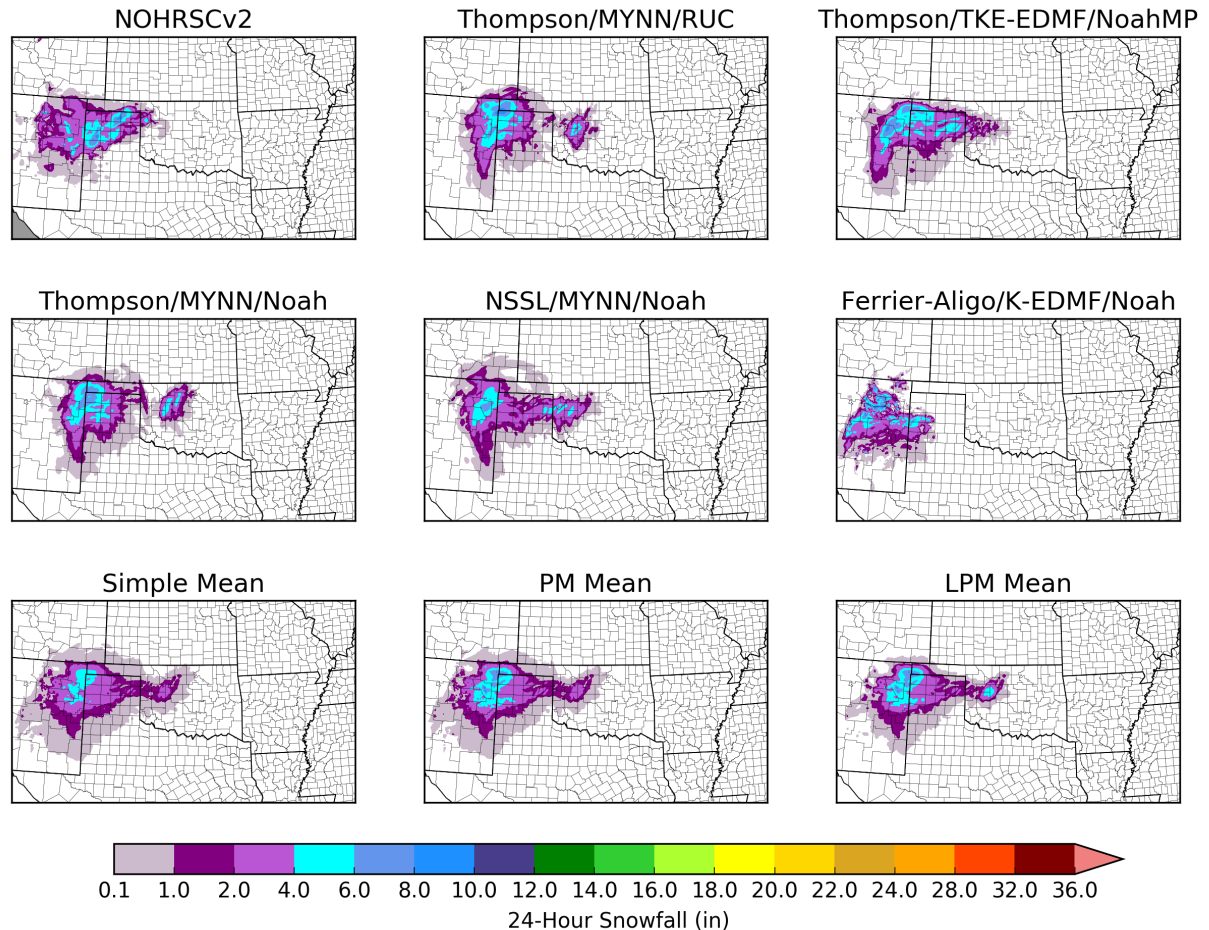 NOHRSCv2
Thompson/MYNN/RUC
Thompson/TKE-EDMF/NoahMP
Thompson/MYNN/Noah
NSSL/MYNN/Noah
Ferrier-Aligo/K-EDMF/Noah
Simple Mean
PM Mean
LPM Mean
0.1 1.0 2.0 4.0 6.0 8.0 10.0 12.0 14.0 16.0 18.0 20.0 22.0 24.0 28.0 32.0 36.0
24-Hour Snowfall (in)